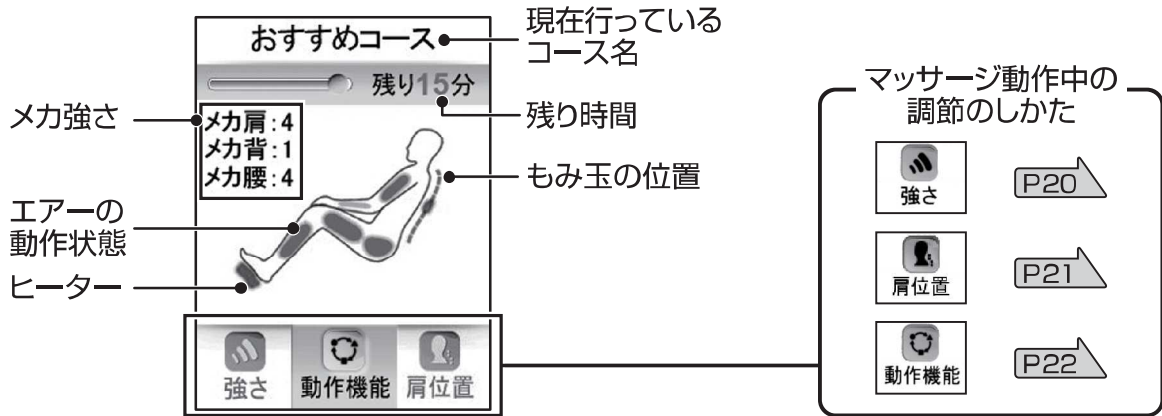 おすすめコース
残り15分
メカ肩:4
メカ背:1
メカ腰:4
強さ
動作機能
肩位置
メカ強さ
エアーの
動作状態
ヒーター
現在行っている
コース名
残り時間
もみ玉の位置
マッサージ動作中の
調節のしかた
強さ
P20
肩位置
P21
動作機能
P22